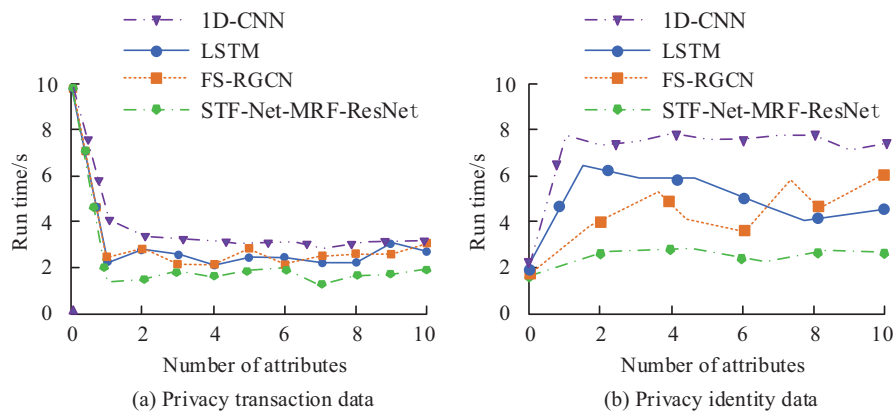 1D-CNN
LSTM
FS-RGCN
STF-Net-MRF-ResNet
10
8
6
4
2
0
Run time/s
0 2 4 6 8 10
Number of attributes
(a) Privacy transaction data
1D-CNN
LSTM
FS-RGCN
STF-Net-MRF-ResNet
10
8
6
4
2
0
Run time/s
0 2 4 6 8 10
Number of attributes
(b) Privacy identity data